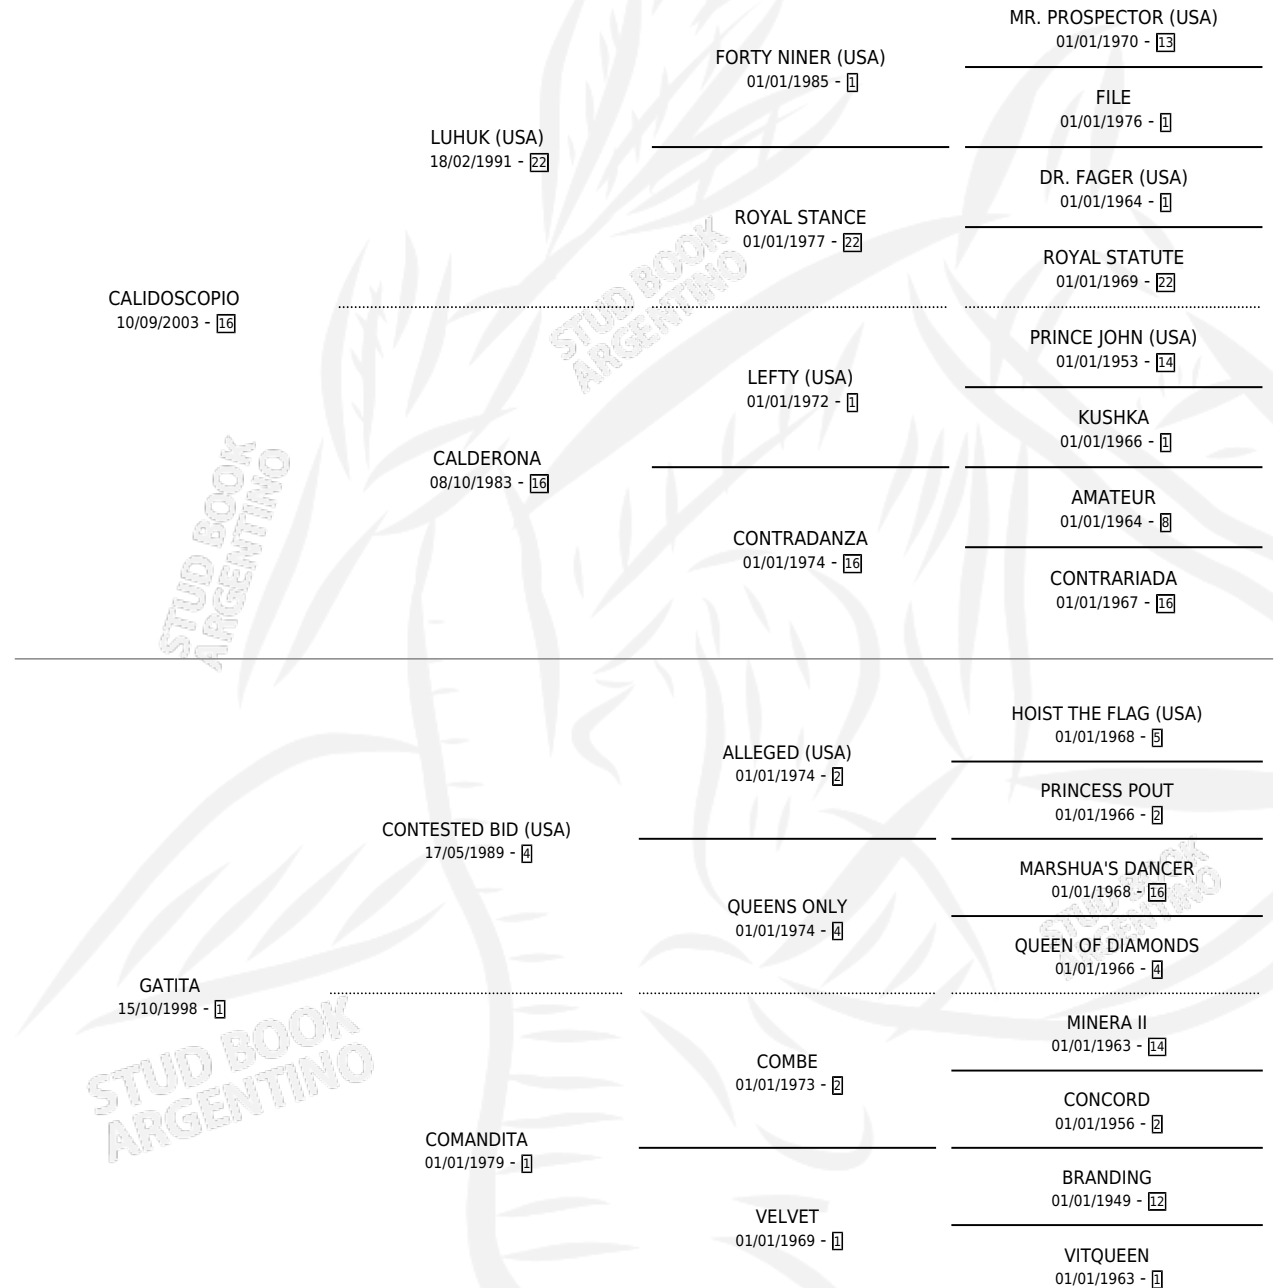 MR. PROSPECTOR (USA)
01/01/1970 - 13
FORTY NINER (USA)
01/01/1985 - 1
FILE
01/01/1976 - 1
LUHUK (USA)
18/02/1991 - 22
DR. FAGER (USA)
01/01/1964 - 1
ROYAL STANCE
01/01/1977 - 22
ROYAL STATUTE
01/01/1969 - 22
CALIDOSCOPIO
10/09/2003 - 16
PRINCE JOHN (USA)
01/01/1953 - 14
LEFTY (USA)
01/01/1972 - 1
KUSHKA
01/01/1966 - 1
CALDERONA
08/10/1983 - 16
AMATEUR
01/01/1964 - 8
CONTRADANZA
01/01/1974 - 16
CONTRARIADA
01/01/1967 - 16
HOIST THE FLAG (USA)
01/01/1968 - 5
ALLEGED (USA)
01/01/1974 - 2
PRINCESS POUT
01/01/1966 - 2
CONTESTED BID (USA)
17/05/1989 - 4
MARSHUA'S DANCER
01/01/1968 - 16
QUEENS ONLY
01/01/1974 - 4
QUEEN OF DIAMONDS
01/01/1966 - 4
GATITA
15/10/1998 - 1
MINERA II
01/01/1963 - 14
COMBE
01/01/1973 - 2
CONCORD
01/01/1956 - 2
COMANDITA
01/01/1979 - 1
BRANDING
01/01/1949 - 12
VELVET
01/01/1969 - 1
VITQUEEN
01/01/1963 - 1
STUD BOOK
ARGENTINO
STUD BOOK
ARGENTINO
STUD BOOK
ARGENTINO
STUD BOOK
ARGENTINO